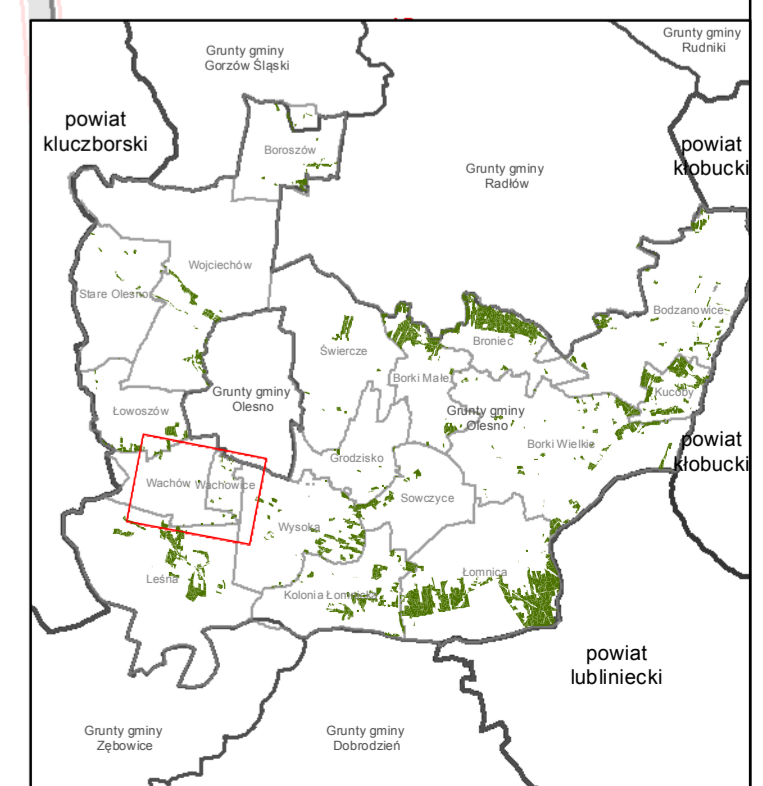 Grunty gminy
Rudniki
Grunty gminy
Gorzów Śląski
powiat
kluczborski
Boroszów
powiat
kłobucki
Grunty gminy
Radłów
Wojciechów
Stare Olesno
Bodzanowice
Świercze
Broniec
Borki Małe
Kucoby
Grunty gminy
Olesno
Łowoszów
Grunty gminy
Olesno
Borki Wielkie
powiat
kłobucki
Grodzisko
Wachów
Wachowice
Sowczyce
Wysoka
Leśna
Łomnica
Kolonia Łomnicka
powiat
lubliniecki
Grunty gminy
Zębowice
Grunty gminy
Dobrodzień